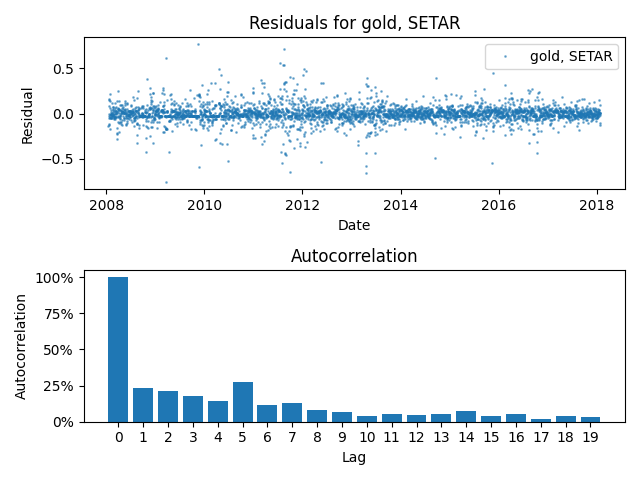 Residuals for gold, SETAR
Residual
0.5
0.0
−0.5
gold, SETAR
2008 2010 2012 2014 2016 2018
Date
Autocorrelation
Autocorrelation
100%
75%
50%
25%
0%
0 1 2 3 4 5 6 7 8 9 10 11 12 13 14 15 16 17 18 19
Lag